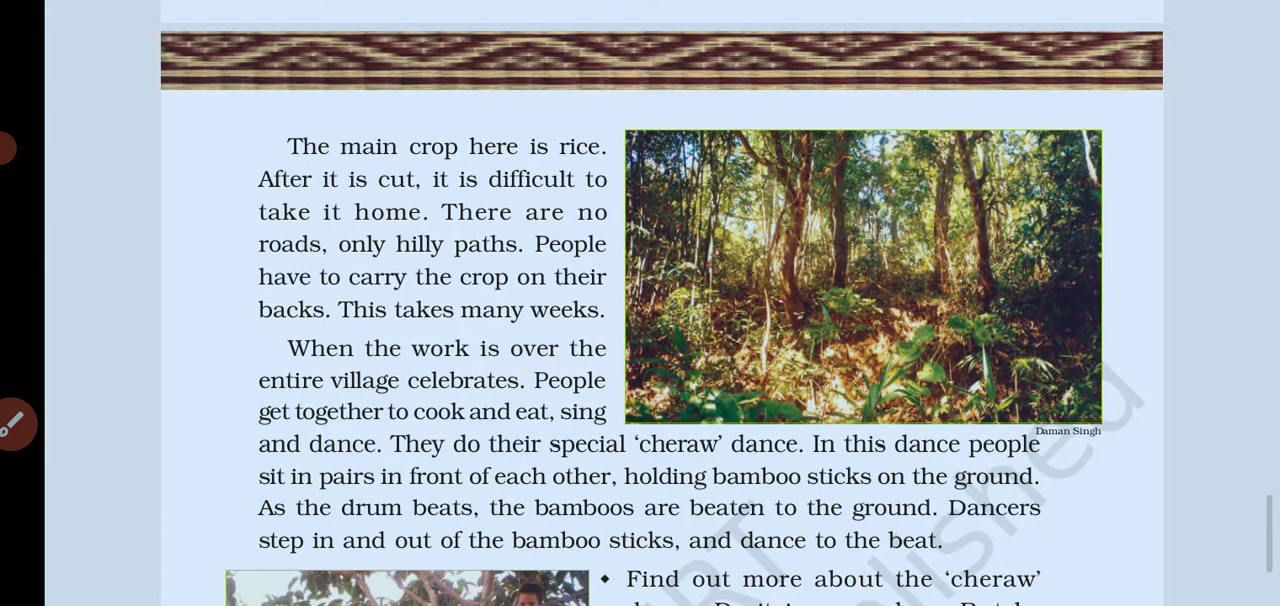 The main crop here is rice.
After it is cut, it is difficult to
take it home. There are no
roads, only hilly paths. People
have to carry the crop on their
backs. This takes many weeks.
When the work is over the
entire village celebrates. People
get together to cook and eat, sing
Daman Singh
and dance. They do their special ‘cheraw’ dance. In this dance people
sit in pairs in front of each other, holding bamboo sticks on the ground.
As the drum beats, the bamboos are beaten to the ground. Dancers
step in and out of the bamboo sticks, and dance to the beat.
◆ Find out more about the ‘cheraw’